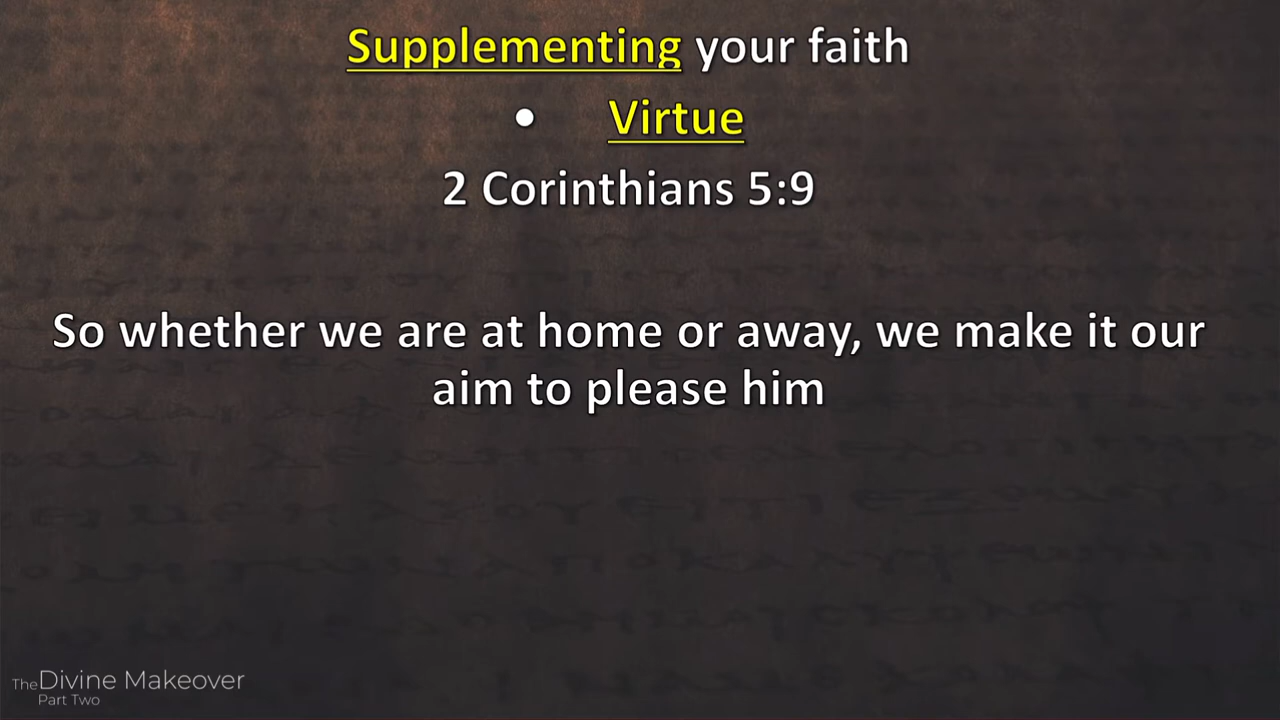 Supplementing your faith
• Virtue
2 Corinthians 5:9
So whether we are at home or away, we make it our
aim to please him
The Divine Makeover
Part Two